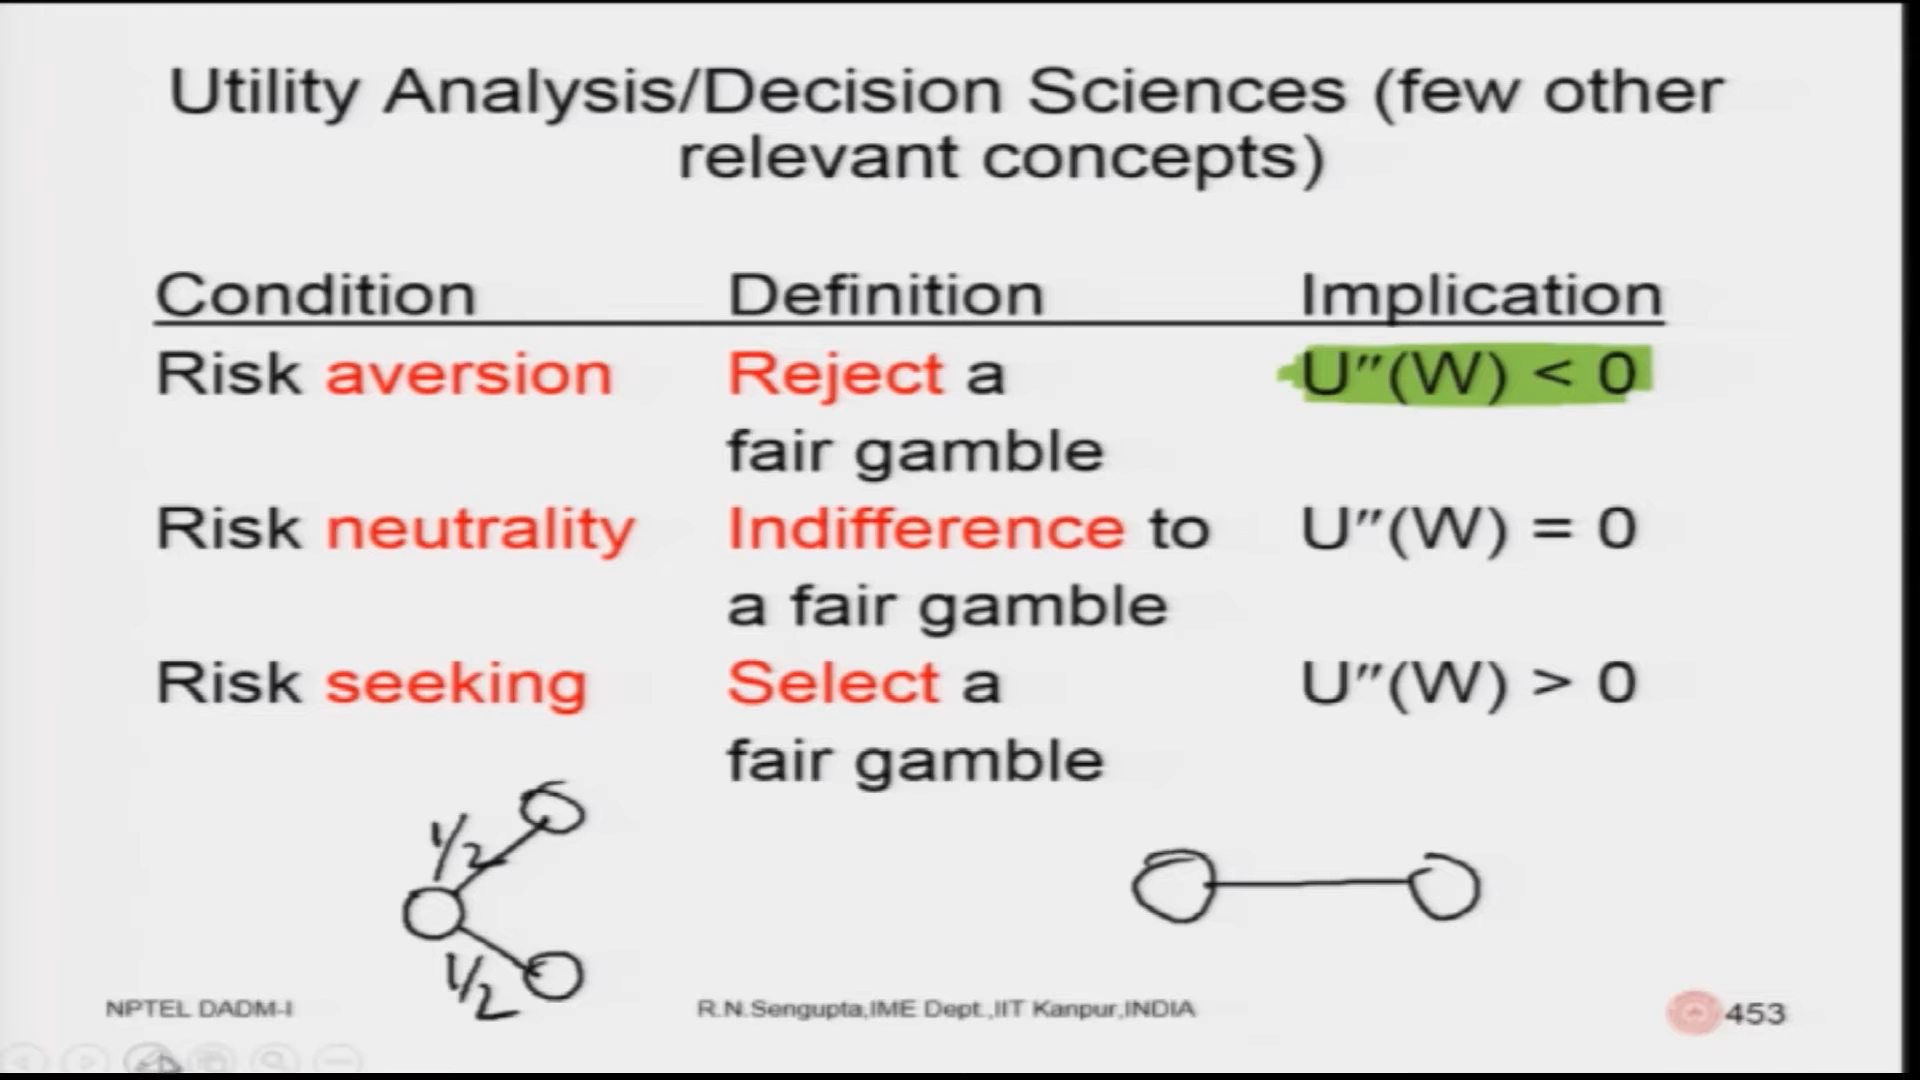 Utility Analysis/Decision Sciences (few other
relevant concepts)
Condition Definition Implication
Risk aversion Reject a U″(W) < 0
fair gamble
Risk neutrality Indifference to U″(W) = 0
a fair gamble
Risk seeking Select a U″(W) > 0
fair gamble
1/2
1/2
NPTEL DADM-I R.N.Sengupta,IME Dept.,IIT Kanpur,INDIA 453